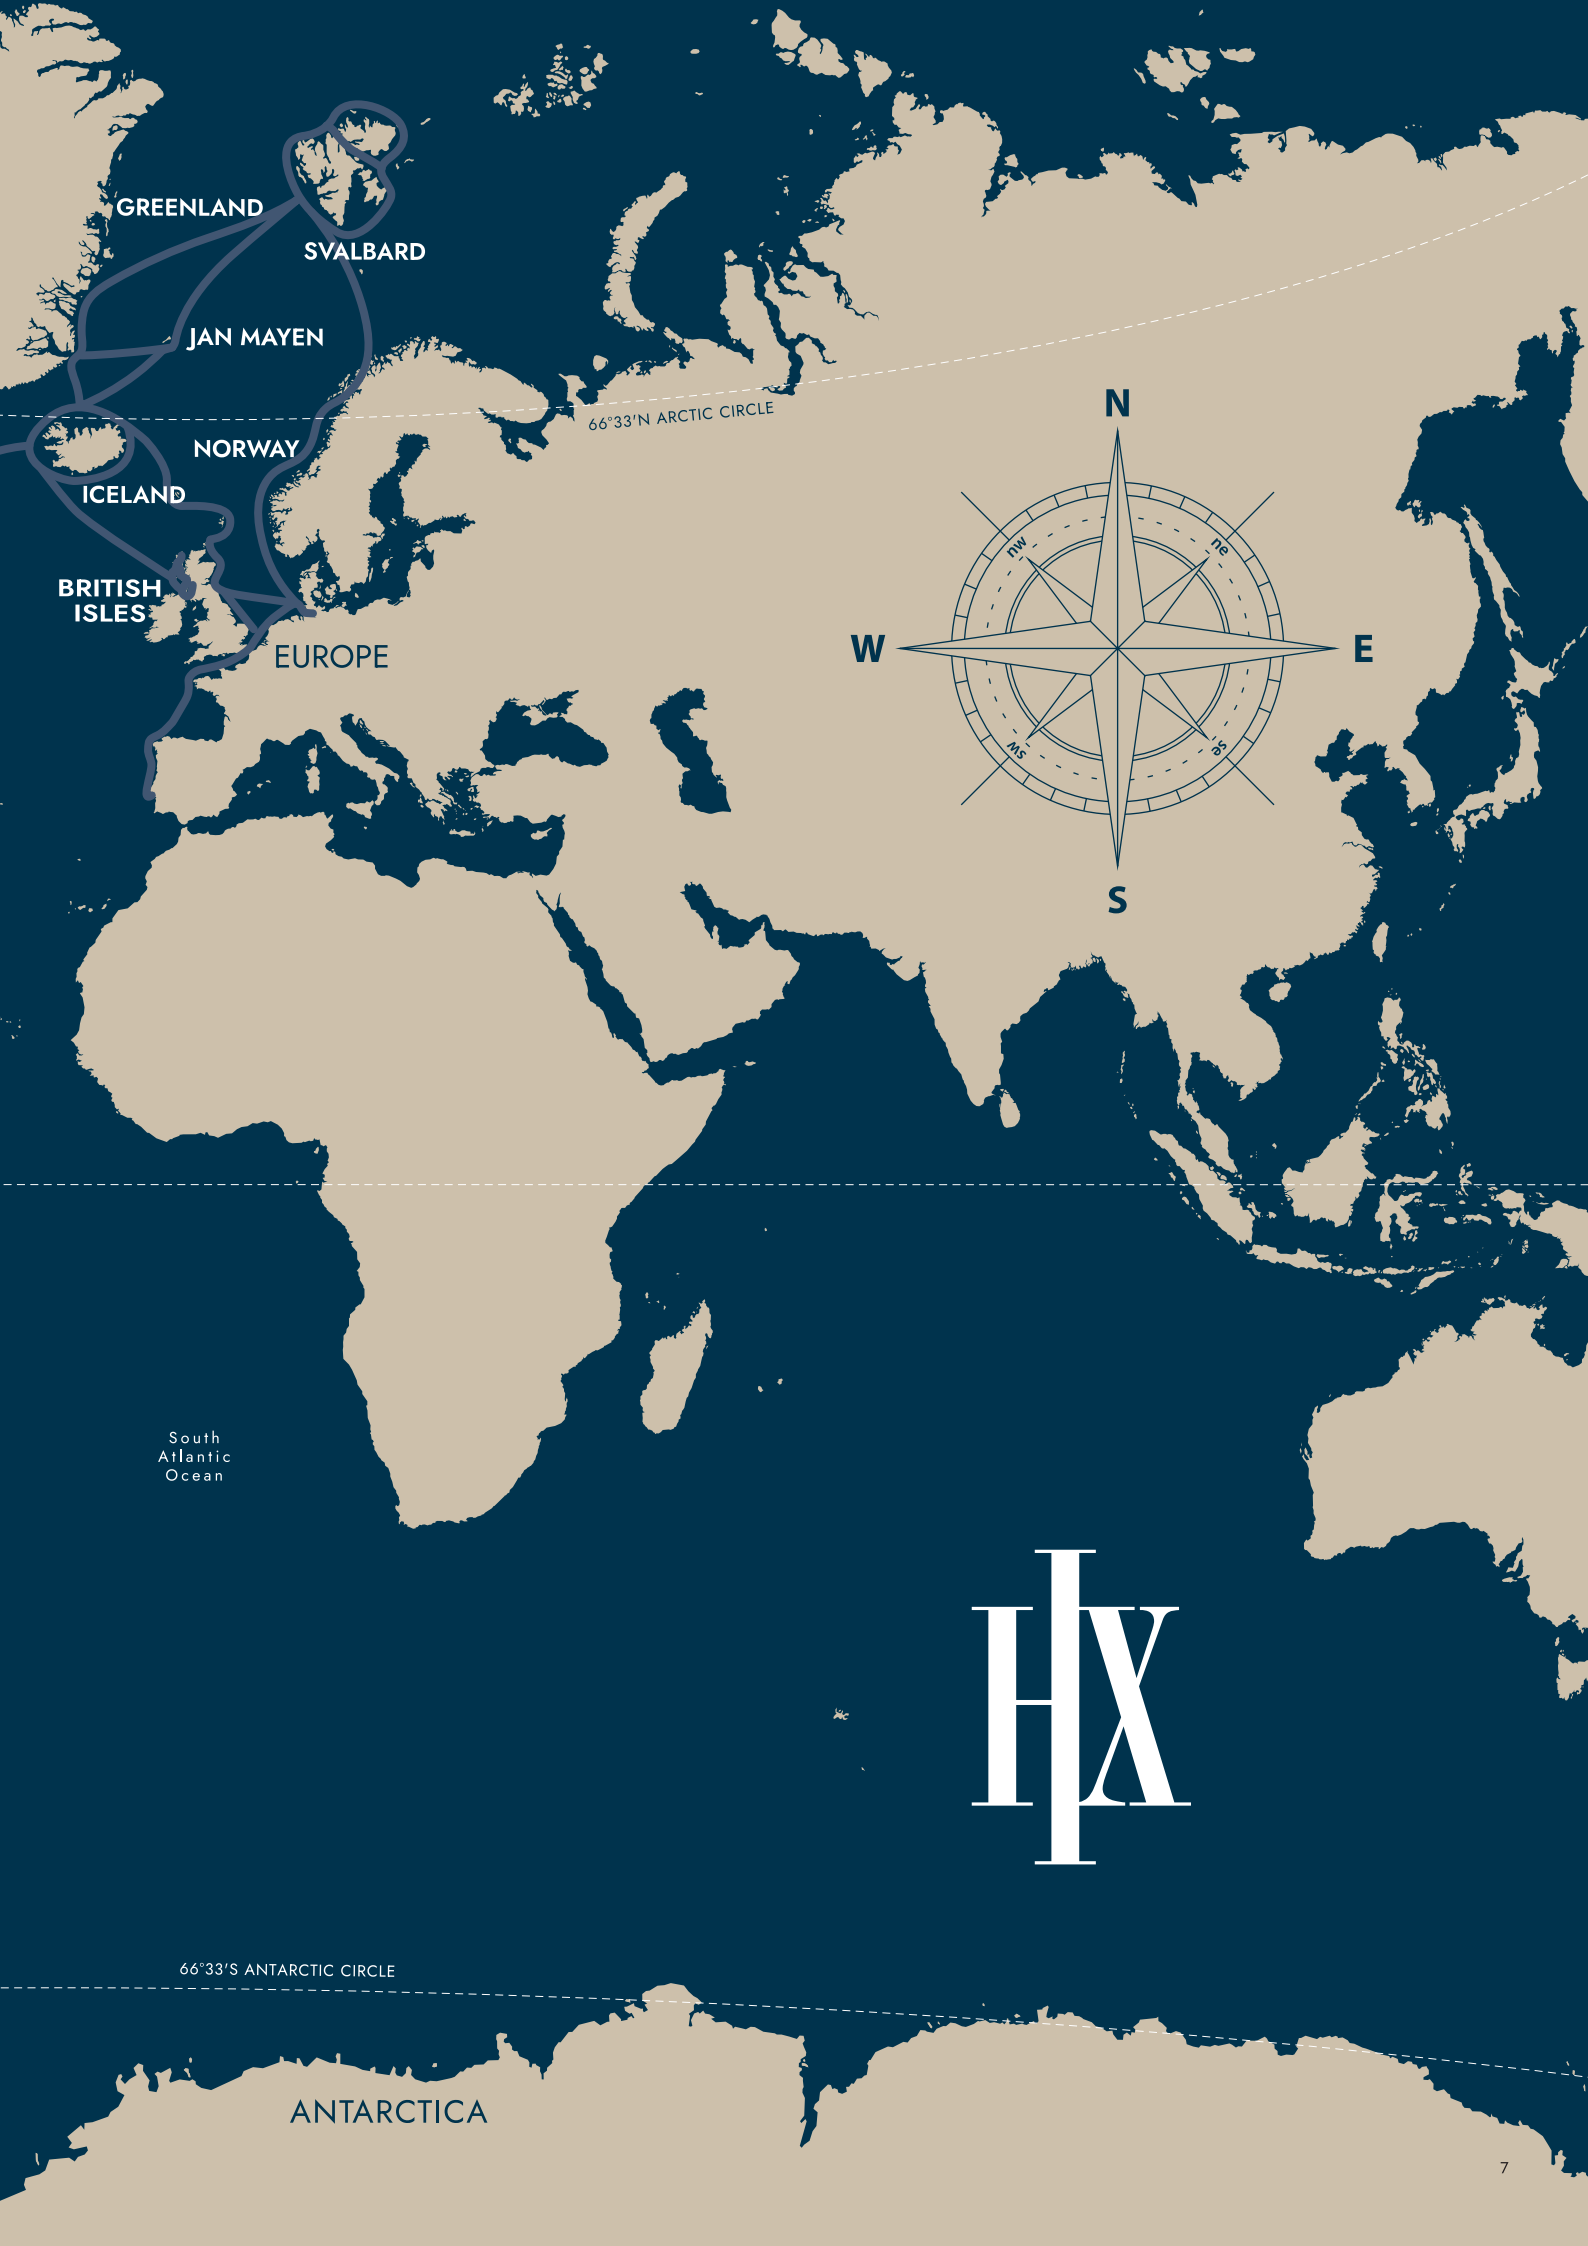 GREENLAND
SVALBARD
JAN MAYEN
66°33'N ARCTIC CIRCLE
NORWAY
ICELAND
BRITISH
ISLES
EUROPE
N
nw
ne
W
E
sw
se
S
South
Atlantic
Ocean
HIX
66°33'S ANTARCTIC CIRCLE
ANTARCTICA
7